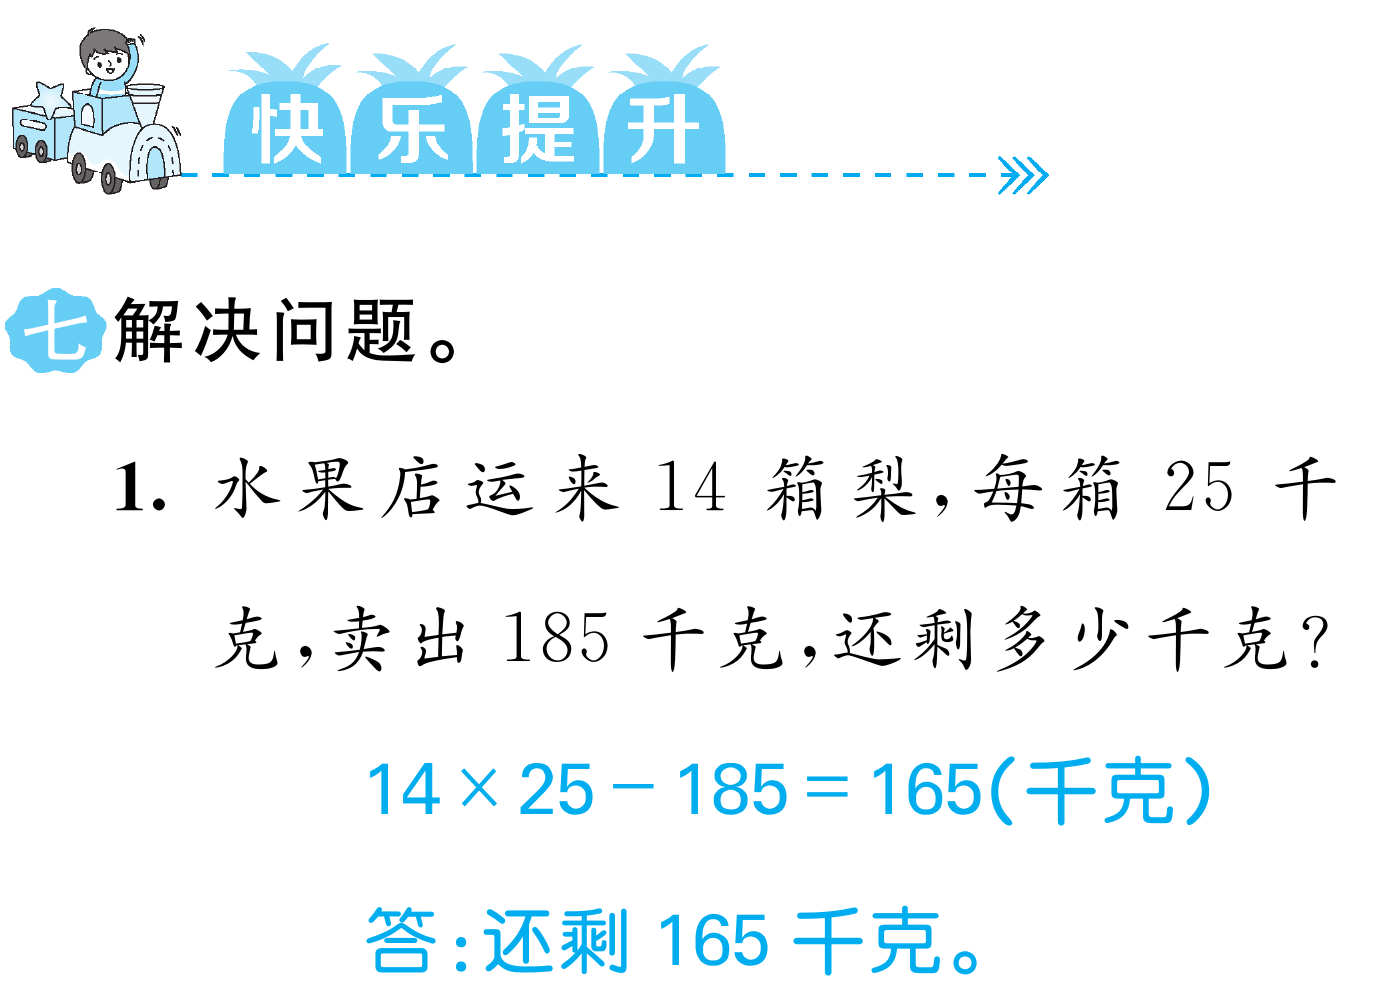 快乐提升
七 解决问题。
1. 水果店运来 14 箱梨，每箱 25 千
克，卖出 185 千克，还剩多少千克？
14×25－185＝165(千克)
答：还剩 165 千克。